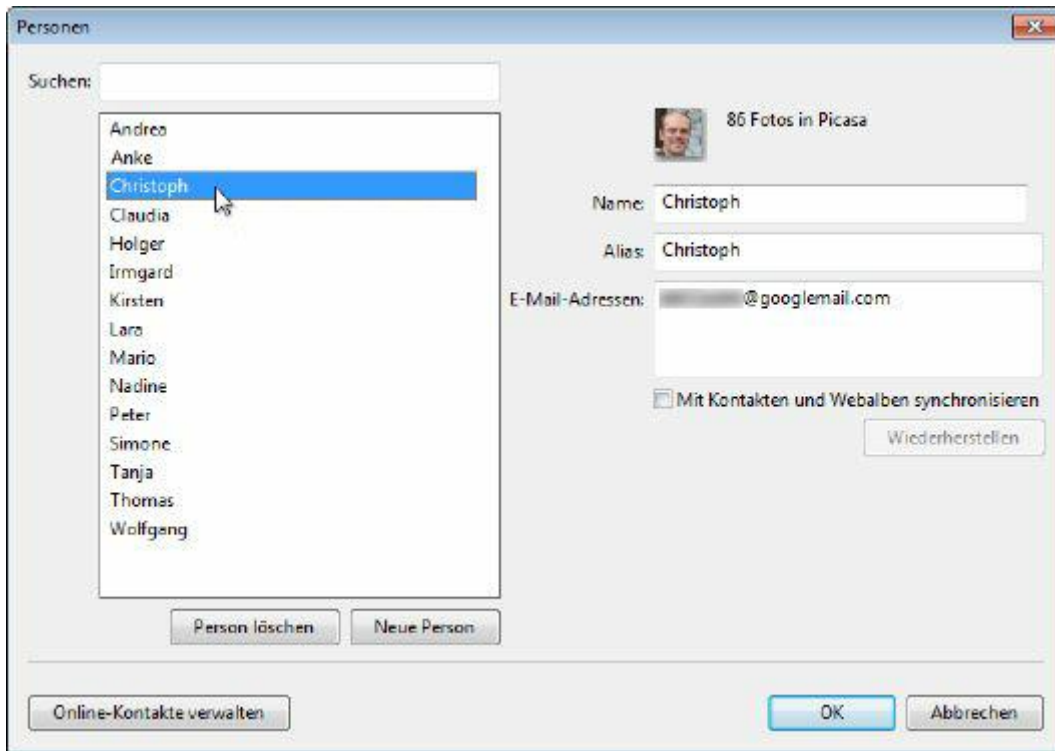 Personen
Suchen:
Andrea
Anke
Christoph
Claudia
Holger
Irmgard
Kirsten
Lara
Mario
Nadine
Peter
Simone
Tanja
Thomas
Wolfgang
Person löschen Neue Person
86 Fotos in Picasa
Name: Christoph
Alias: Christoph
E-Mail-Adressen: @googlemail.com
Mit Kontakten und Webalben synchronisieren
Wiederherstellen
Online-Kontakte verwalten OK Abbrechen